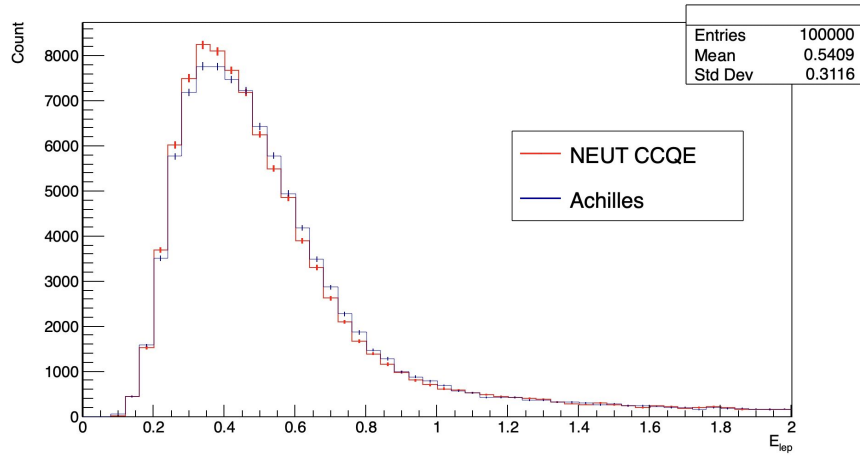 Count
8000
7000
6000
5000
4000
3000
2000
1000
0
Entries 100000
Mean 0.5409
Std Dev 0.3116
NEUT CCQE
Achilles
0 0.2 0.4 0.6 0.8 1 1.2 1.4 1.6 1.8 2
E_lep